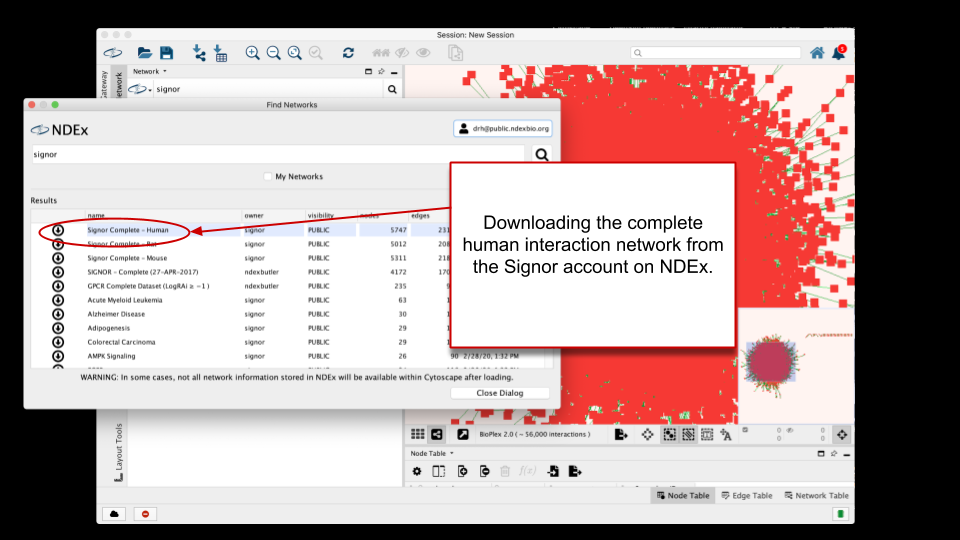 Session: New Session
5
Network
signor
Find Networks
NDEx
drh@public.ndexbio.org
signor
My Networks
Results
name owner visibility nodes edges
Signor Complete – Human signor PUBLIC 5747
Signor Complete – Rat signor PUBLIC 5012
Signor Complete – Mouse signor PUBLIC 5311
SIGNOR – Complete (27-APR-2017) ndexbutler PUBLIC 4172
GPCR Complete Dataset (LogRAi ≥ −1 ) ndexbutler PUBLIC 235
Acute Myeloid Leukemia signor PUBLIC 63
Alzheimer Disease signor PUBLIC 30
Adipogenesis signor PUBLIC 29
Colorectal Carcinoma signor PUBLIC 29
AMPK Signaling signor PUBLIC 26 90 2/28/20, 1:32 PM
Downloading the complete
human interaction network from
the Signor account on NDEx.
WARNING: In some cases, not all network information stored in NDEx will be available within Cytoscape after loading.
Close Dialog
Layout Tools
BioPlex 2.0 ( ~ 56,000 interactions )
0 0
0 0
Node Table
f(x)
Node Table Edge Table Network Table